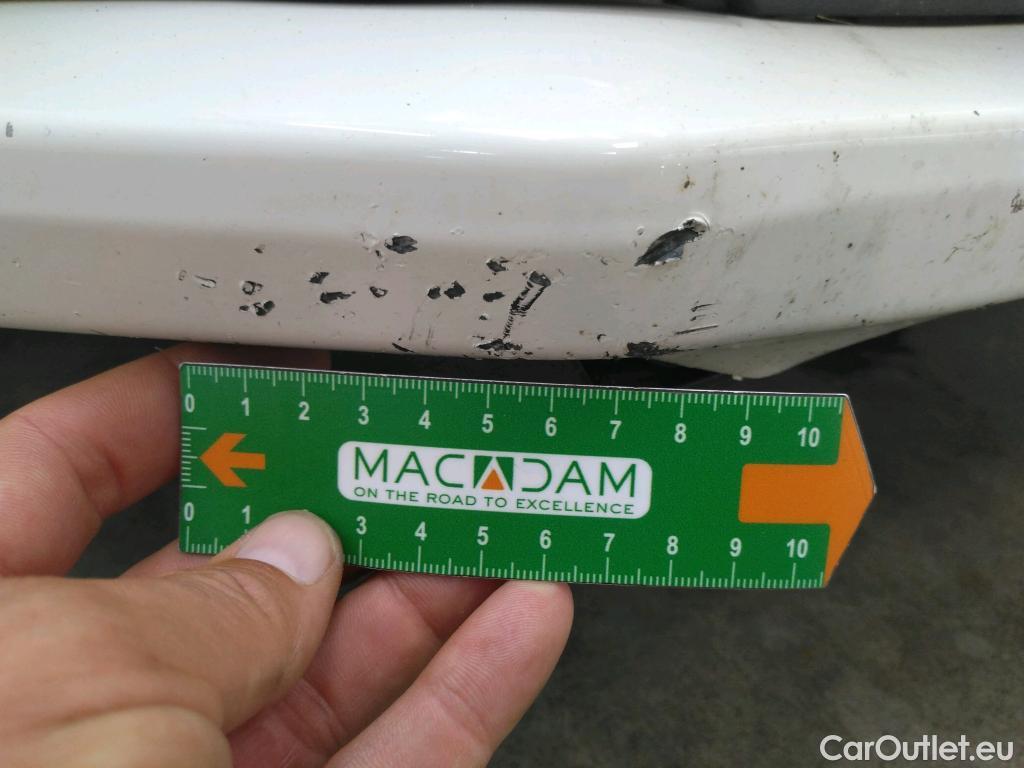 0 1 2 3 4 5 6 7 8 9 10
MACADAM
ON THE ROAD TO EXCELLENCE
0 1 3 4 5 6 7 8 9 10
CarOutlet.eu